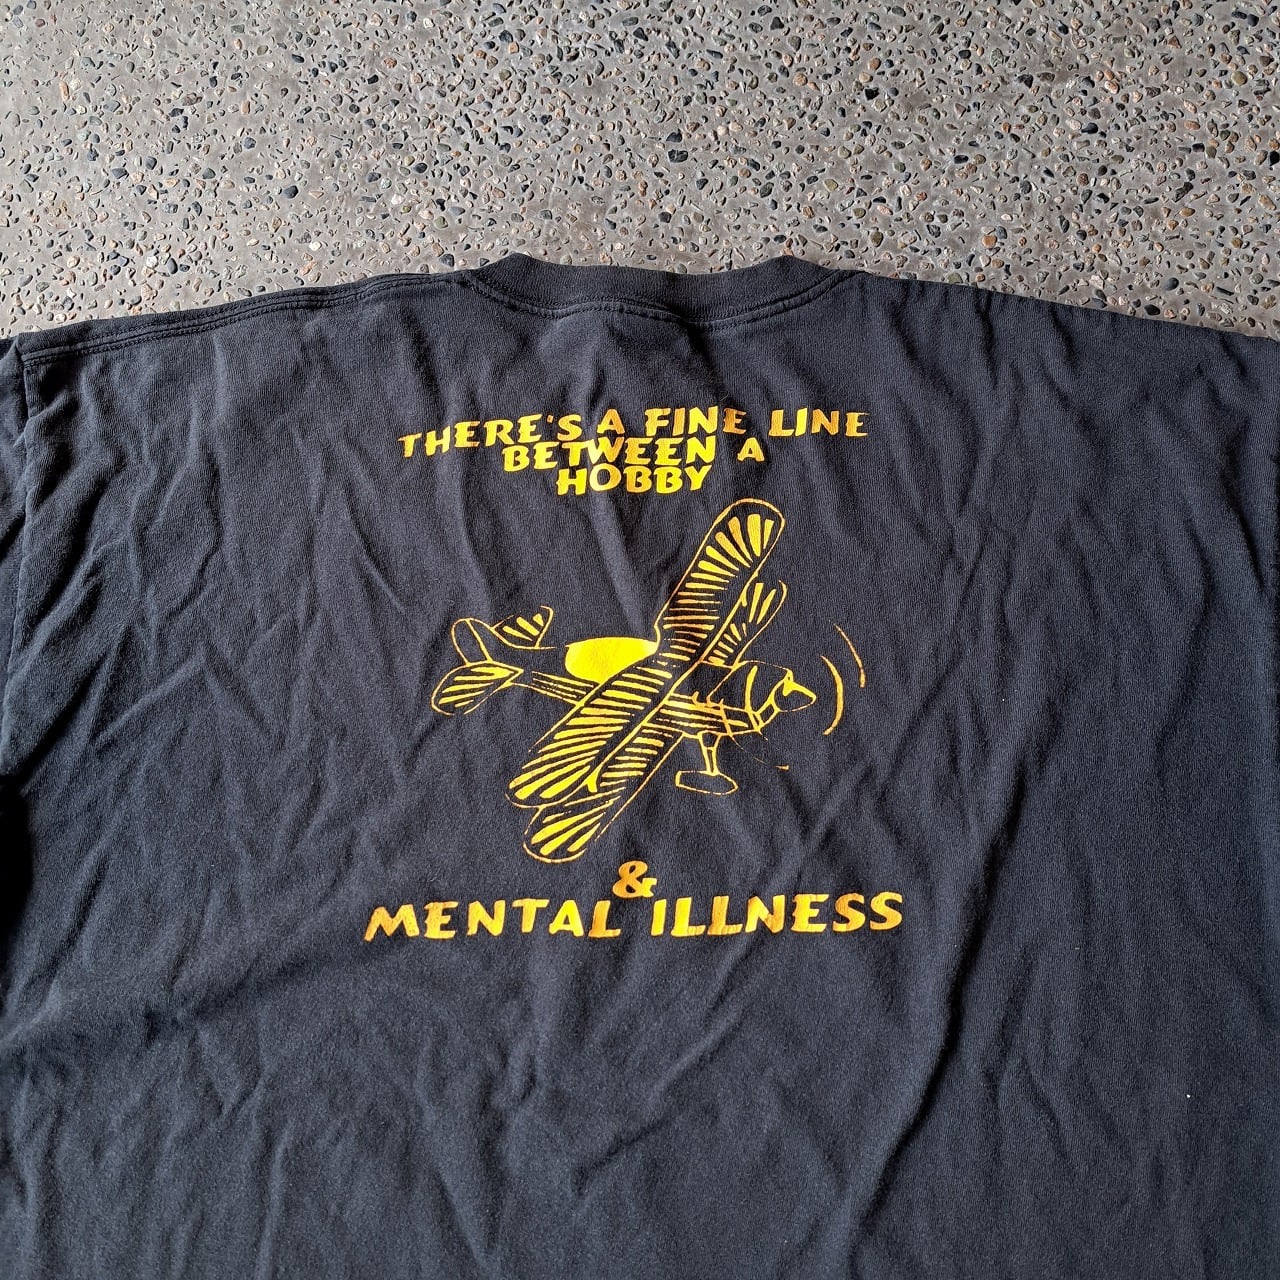 THERE'S A FINE LINE
BETWEEN A
HOBBY
&
MENTAL ILLNESS